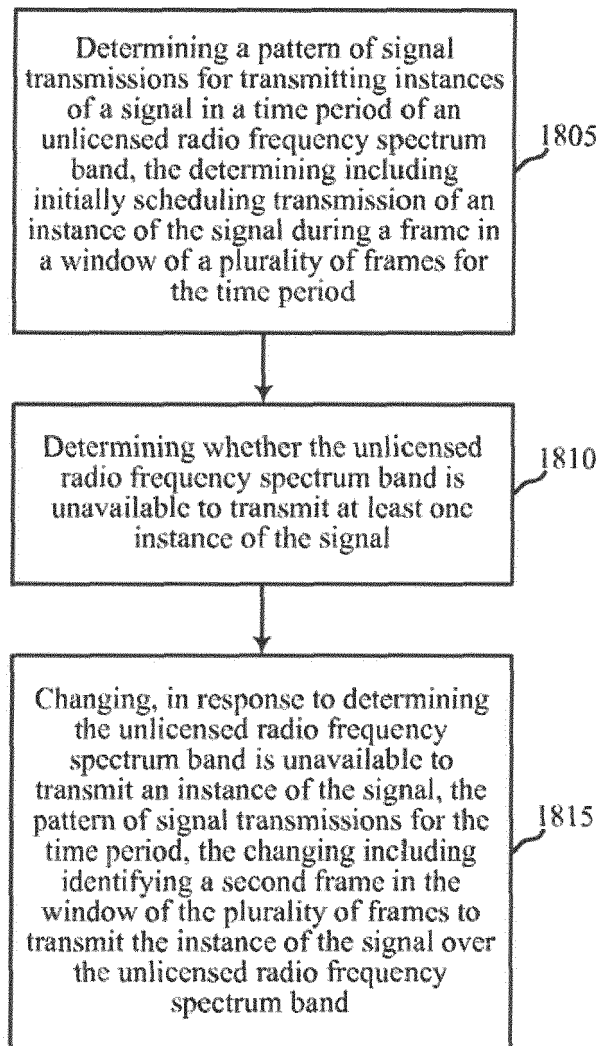 Determining a pattern of signal
transmissions for transmitting instances
of a signal in a time period of an
unlicensed radio frequency spectrum
band, the determining including
initially scheduling transmission of an
instance of the signal during a frame in
a window of a plurality of frames for
the time period
1805
Determining whether the unlicensed
radio frequency spectrum band is
unavailable to transmit at least one
instance of the signal
1810
Changing, in response to determining
the unlicensed radio frequency
spectrum band is unavailable to
transmit an instance of the signal, the
pattern of signal transmissions for the
time period, the changing including
identifying a second frame in the
window of the plurality of frames to
transmit the instance of the signal over
the unlicensed radio frequency
spectrum band
1815